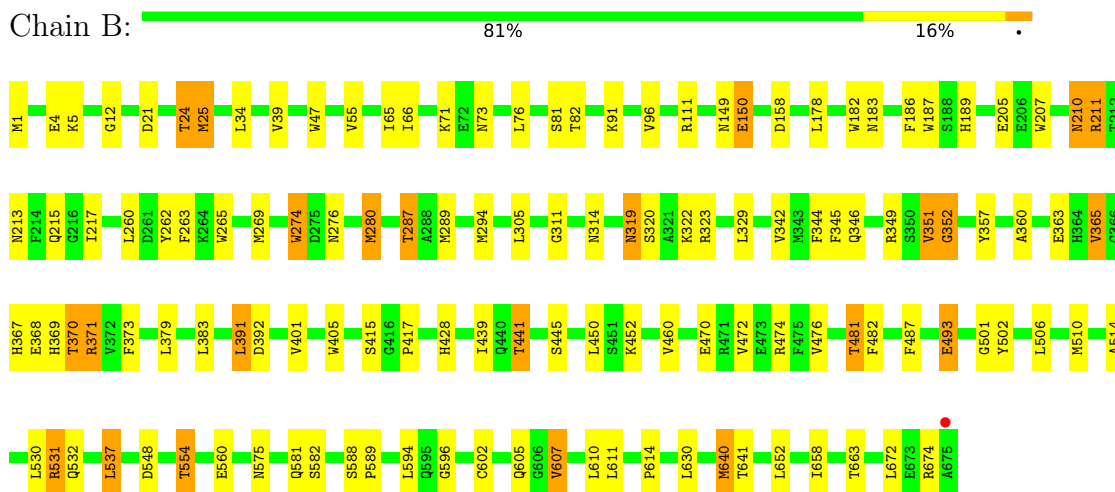 Chain B:
81% 16% •
M1 E4 K5 G12 D21 T24 M25 L34 V39 W47 V55 I65 I66 K71 E72 N73 L76 S81 T82 K91 V96 R111 N149 E150 D158 L178 W182 N183 F186 W187 S188 H189 E205 E206 W207 N210 R211 T212
N213 F214 Q215 G216 I217 L260 D261 Y262 F263 K264 W265 M269 W274 D275 N276 M280 T287 A288 M289 M294 L305 G311 N314 N319 S320 A321 K322 R323 L329 V342 M343 F344 F345 Q346 R349 S350 V351 G352 Y357 A360 E363 H364 V365 G366
H367 E368 H369 T370 R371 V372 F373 L379 L383 L391 D392 V401 W405 S415 G416 P417 H428 I439 Q440 T441 S445 L450 S451 K452 V460 E470 R471 V472 E473 R474 F475 V476 T481 F482 F487 E493 G501 Y502 L506 M510 A514
L530 R531 Q532 L537 D548 T554 E560 N575 Q581 S582 S588 P589 L594 Q595 G596 C602 Q605 G606 V607 L610 L611 P614 L630 M640 T641 L652 I658 T663 L672 E673 R674 A675